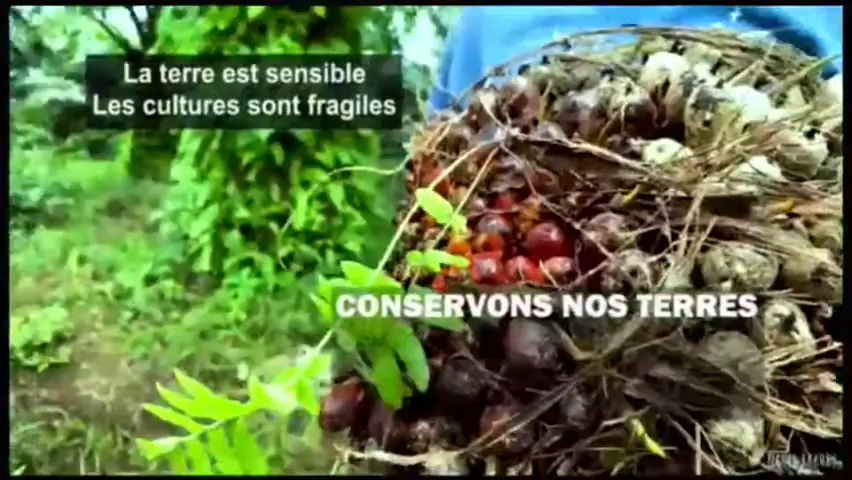 La terre est sensible
Les cultures sont fragiles
CONSERVONS NOS TERRES